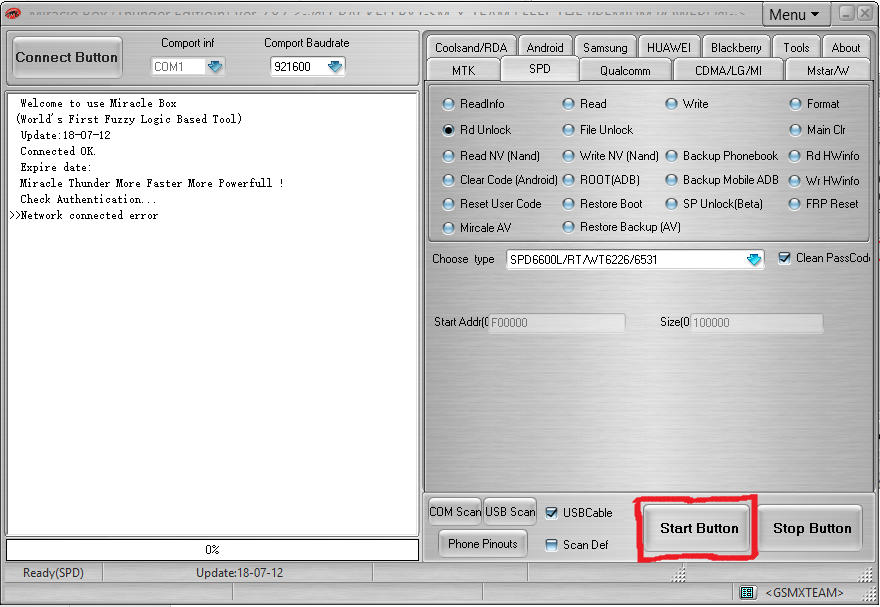 Menu
Connect Button
Comport inf
Comport Baudrate
COM1
921600
Welcome to use Miracle Box
(World's First Fuzzy Logic Based Tool)
Update:18-07-12
Connected OK.
Expire date:
Miracle Thunder More Faster More Powerfull !
Check Authentication...
>>Network connected error
0%
Coolsand/RDA Android Samsung HUAWEI Blackberry Tools About
MTK SPD Qualcomm CDMA/LG/MI Mstar/W
ReadInfo Read Write Format
Rd Unlock File Unlock Main Clr
Read NV (Nand) Write NV (Nand) Backup Phonebook Rd HWinfo
Clear Code (Android) ROOT(ADB) Backup Mobile ADB Wr HWinfo
Reset User Code Restore Boot SP Unlock(Beta) FRP Reset
Mircale AV Restore Backup (AV)
Choose type SPD6600L/RT/WT6226/6531 Clean PassCod
Start Addr(0 F00000 Size(0 100000
COM Scan USB Scan USBCable
Phone Pinouts Scan Def
Start Button Stop Button
Ready(SPD) Update:18-07-12
<GSMXTEAM>